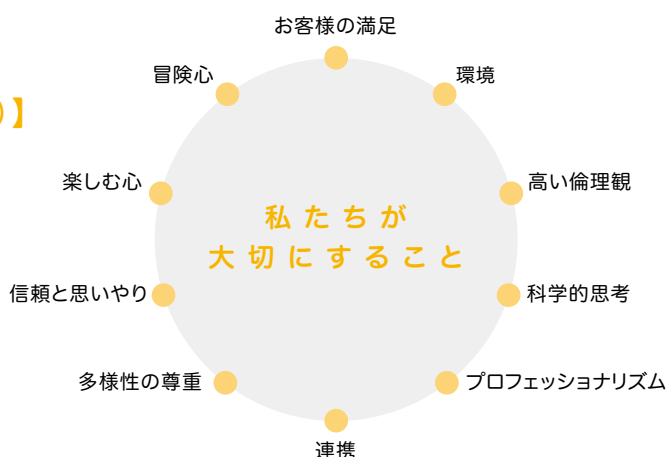 お客様の満足
冒険心
環境
）】
楽しむ心
高い倫理観
私たちが
大切にすること
信頼と思いやり
科学的思考
多様性の尊重
プロフェッショナリズム
連携